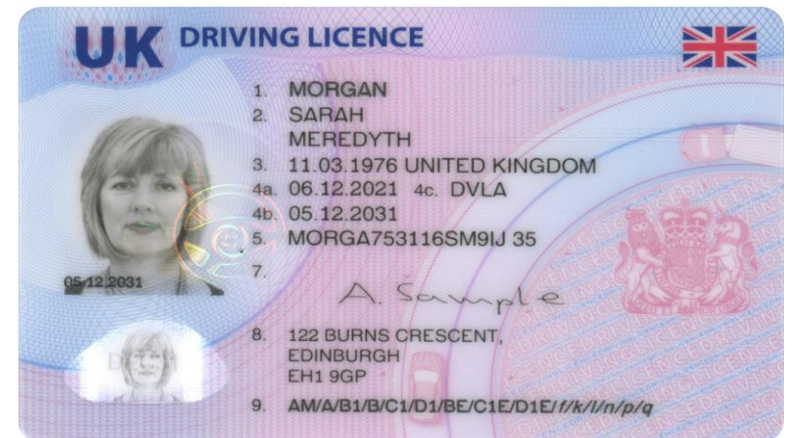 UK DRIVING LICENCE
1. MORGAN
2. SARAH
MEREDYTH
3. 11.03.1976 UNITED KINGDOM
4a. 06.12.2021 4c. DVLA
4b. 05.12.2031
5. MORGA753116SM9IJ 35
7.
A. Sample
05.12.2031
8. 122 BURNS CRESCENT,
EDINBURGH
EH1 9GP
9. AM/A/B1/B/C1/D1/BE/C1E/D1E/f/k/l/n/p/q